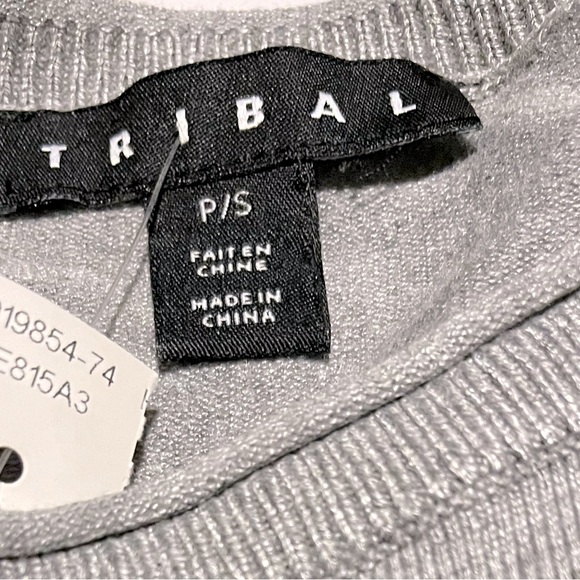 TRIBAL
P/S
FAIT EN
CHINE
MADE IN
CHINA
19854-74
E815A3